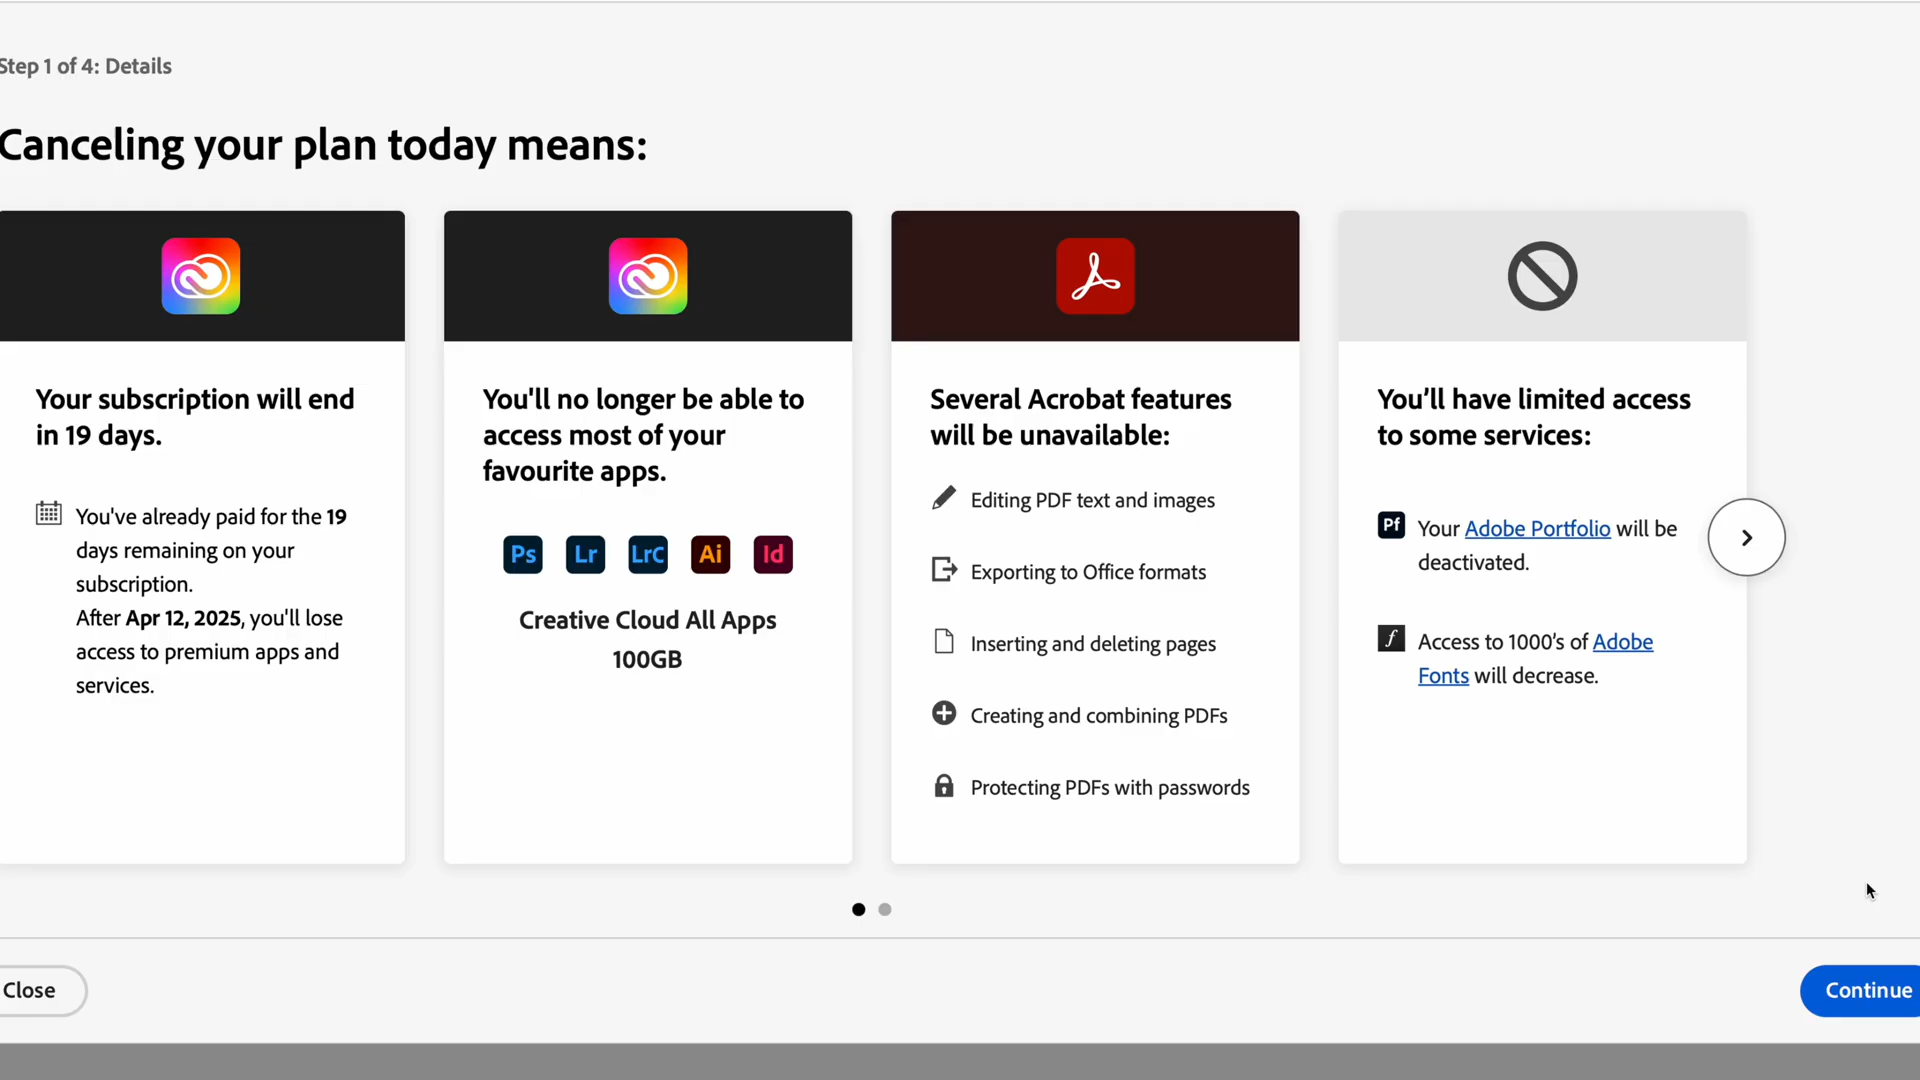 Step 1 of 4: Details
Canceling your plan today means:
Your subscription will end
in 19 days.
You've already paid for the 19
days remaining on your
subscription.
After Apr 12, 2025, you'll lose
access to premium apps and
services.
You'll no longer be able to
access most of your
favourite apps.
Ps Lr LrC Ai Id
Creative Cloud All Apps
100GB
Several Acrobat features
will be unavailable:
Editing PDF text and images
Exporting to Office formats
Inserting and deleting pages
Creating and combining PDFs
Protecting PDFs with passwords
You’ll have limited access
to some services:
Pf
Your Adobe Portfolio will be
deactivated.
f
Access to 1000’s of Adobe
Fonts will decrease.
Close
Continue